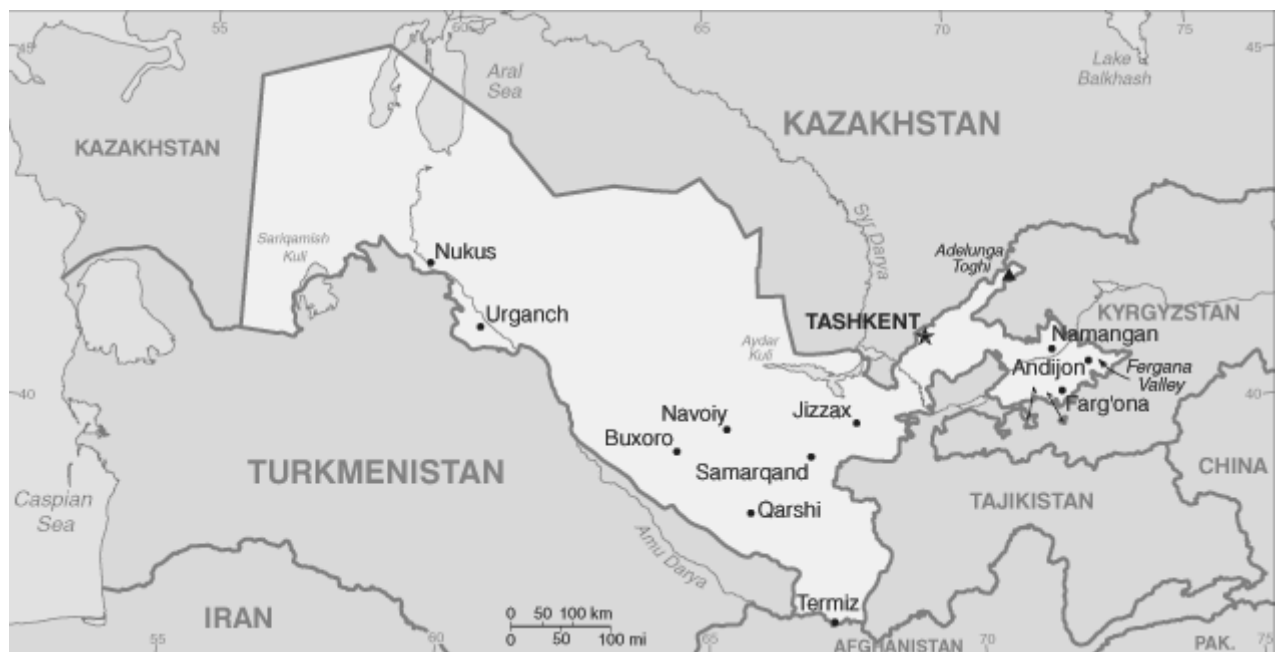 55
60
65
70
75
45
45
Aral
Sea
Lake
Balkhash
KAZAKHSTAN
KAZAKHSTAN
Syr Darya
Sariqamish
Kuli
Nukus
Adelunga
Toghi
Urganch
TASHKENT
KYRGYZSTAN
Namangan
Aydar
Kuli
Andijon
Fergana
Valley
40
40
Farg'ona
Jizzax
Navoiy
Buxoro
Samarqand
TURKMENISTAN
CHINA
Caspian
Sea
TAJIKISTAN
Qarshi
Amu Darya
Termiz
IRAN
0 50 100 km
0 50 100 mi
AFGHANISTAN
PAK.
55
60
65
70
75